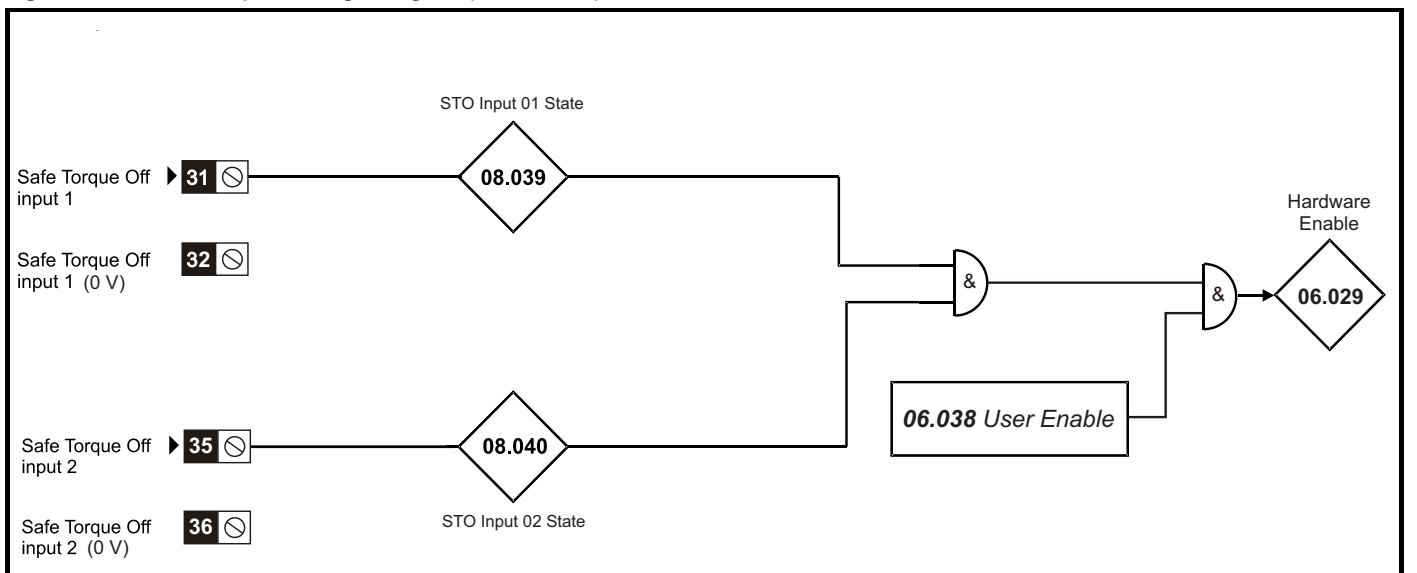 STO Input 01 State
Safe Torque Off
input 1
31
08.039
Hardware
Enable
Safe Torque Off
input 1 (0 V)
32
&
&
06.029
06.038 User Enable
Safe Torque Off
input 2
35
08.040
STO Input 02 State
Safe Torque Off
input 2 (0 V)
36